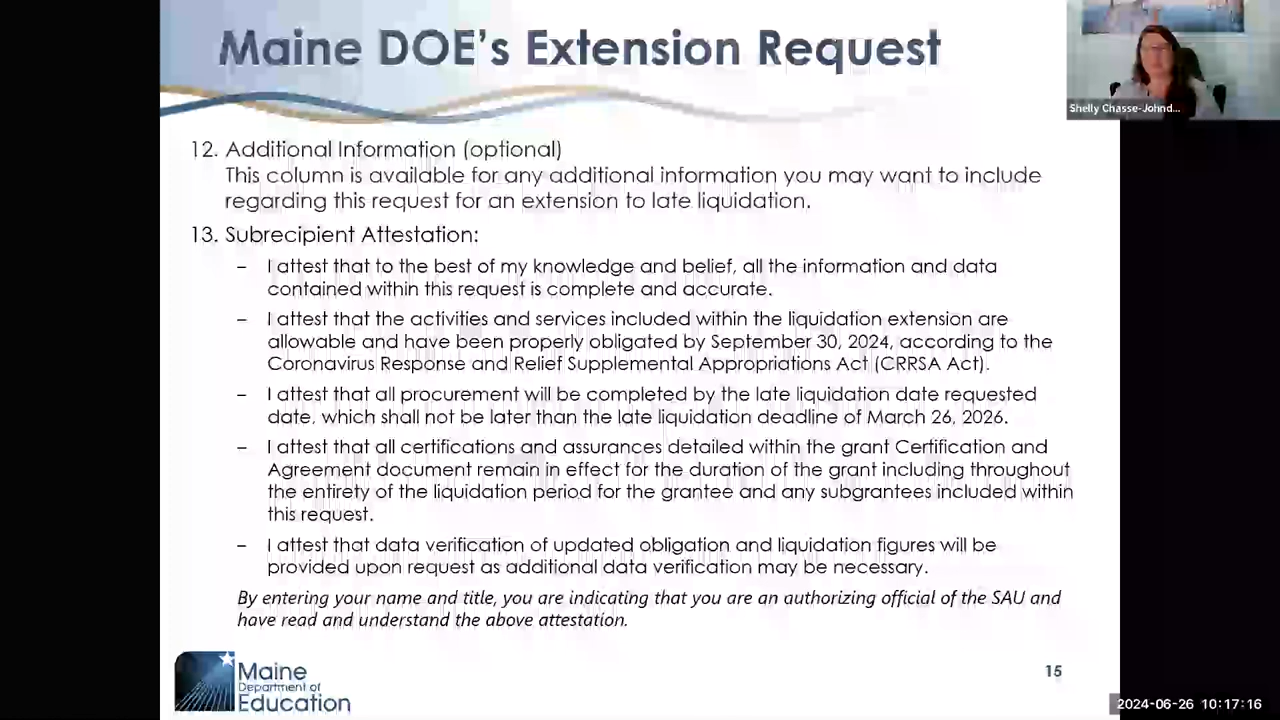 Maine DOE's Extension Request
Shelly Chasse-Johnd...
12. Additional Information (optional)
This column is available for any additional information you may want to include
regarding this request for an extension to late liquidation.
13. Subrecipient Attestation:
– I attest that to the best of my knowledge and belief, all the information and data
contained within this request is complete and accurate.
– I attest that the activities and services included within the liquidation extension are
allowable and have been properly obligated by September 30, 2024, according to the
Coronavirus Response and Relief Supplemental Appropriations Act (CRRSA Act).
– I attest that all procurement will be completed by the late liquidation date requested
date, which shall not be later than the late liquidation deadline of March 26, 2026.
– I attest that all certifications and assurances detailed within the grant Certification and
Agreement document remain in effect for the duration of the grant including throughout
the entirety of the liquidation period for the grantee and any subgrantees included within
this request.
– I attest that data verification of updated obligation and liquidation figures will be
provided upon request as additional data verification may be necessary.
By entering your name and title, you are indicating that you are an authorizing official of the SAU and
have read and understand the above attestation.
Maine
Department of
Education
15
2024-06-26 10:17:16